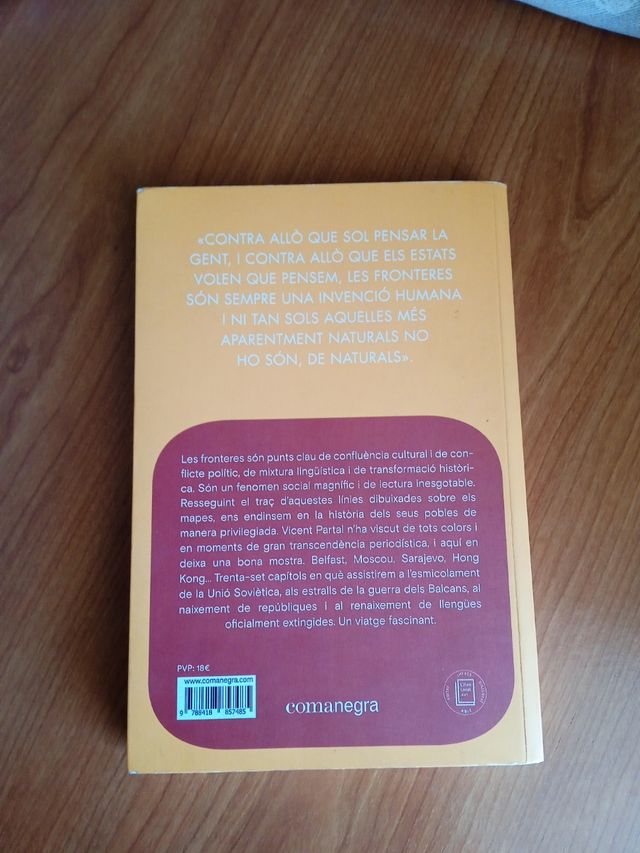 «CONTRA ALLÒ QUE SOL PENSAR LA
GENT, I CONTRA ALLÒ QUE ELS ESTATS
VOLEN QUE PENSEM, LES FRONTERES
SÓN SEMPRE UNA INVENCIÓ HUMANA
I NI TAN SOLS AQUELLES MÉS
APARENTMENT NATURALS NO
HO SÓN, DE NATURALS».
Les fronteres són punts clau de confluència cultural i de con-
flicte polític, de mixtura lingüística i de transformació històri-
ca. Són un fenomen social magnífic i de lectura inesgotable.
Resseguint el traç d'aquestes línies dibuixades sobre els
mapes, ens endinsem en la història dels seus pobles de
manera privilegiada. Vicent Partal n'ha viscut de tots colors i
en moments de gran transcendència periodística, i aquí en
deixa una bona mostra. Belfast, Moscou, Sarajevo, Hong
Kong... Trenta-set capítols en què assistirem a l'esmicolament
de la Unió Soviètica, als estralls de la guerra dels Balcans, al
naixement de repúbliques i al renaixement de llengües
oficialment extingides. Un viatge fascinant.
PVP: 18€
www.comanegra.com
9 788418 857485
comanegra